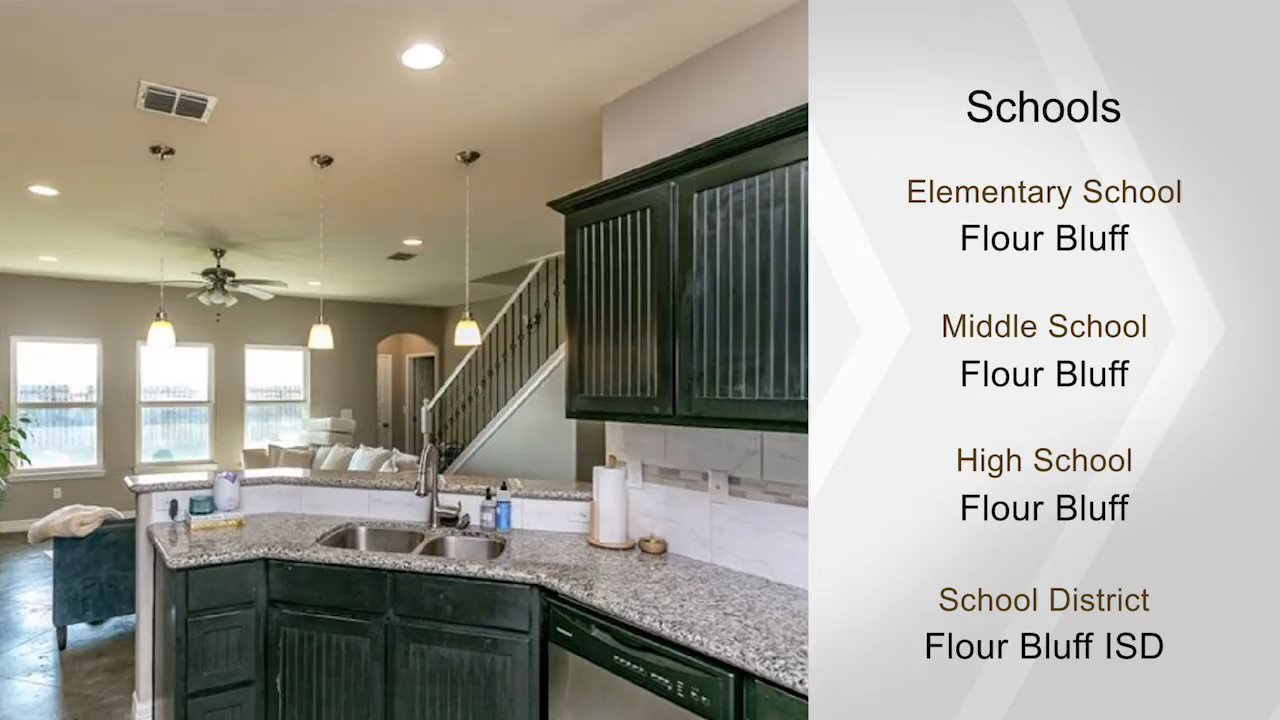 Schools
Elementary School
Flour Bluff
Middle School
Flour Bluff
High School
Flour Bluff
School District
Flour Bluff ISD